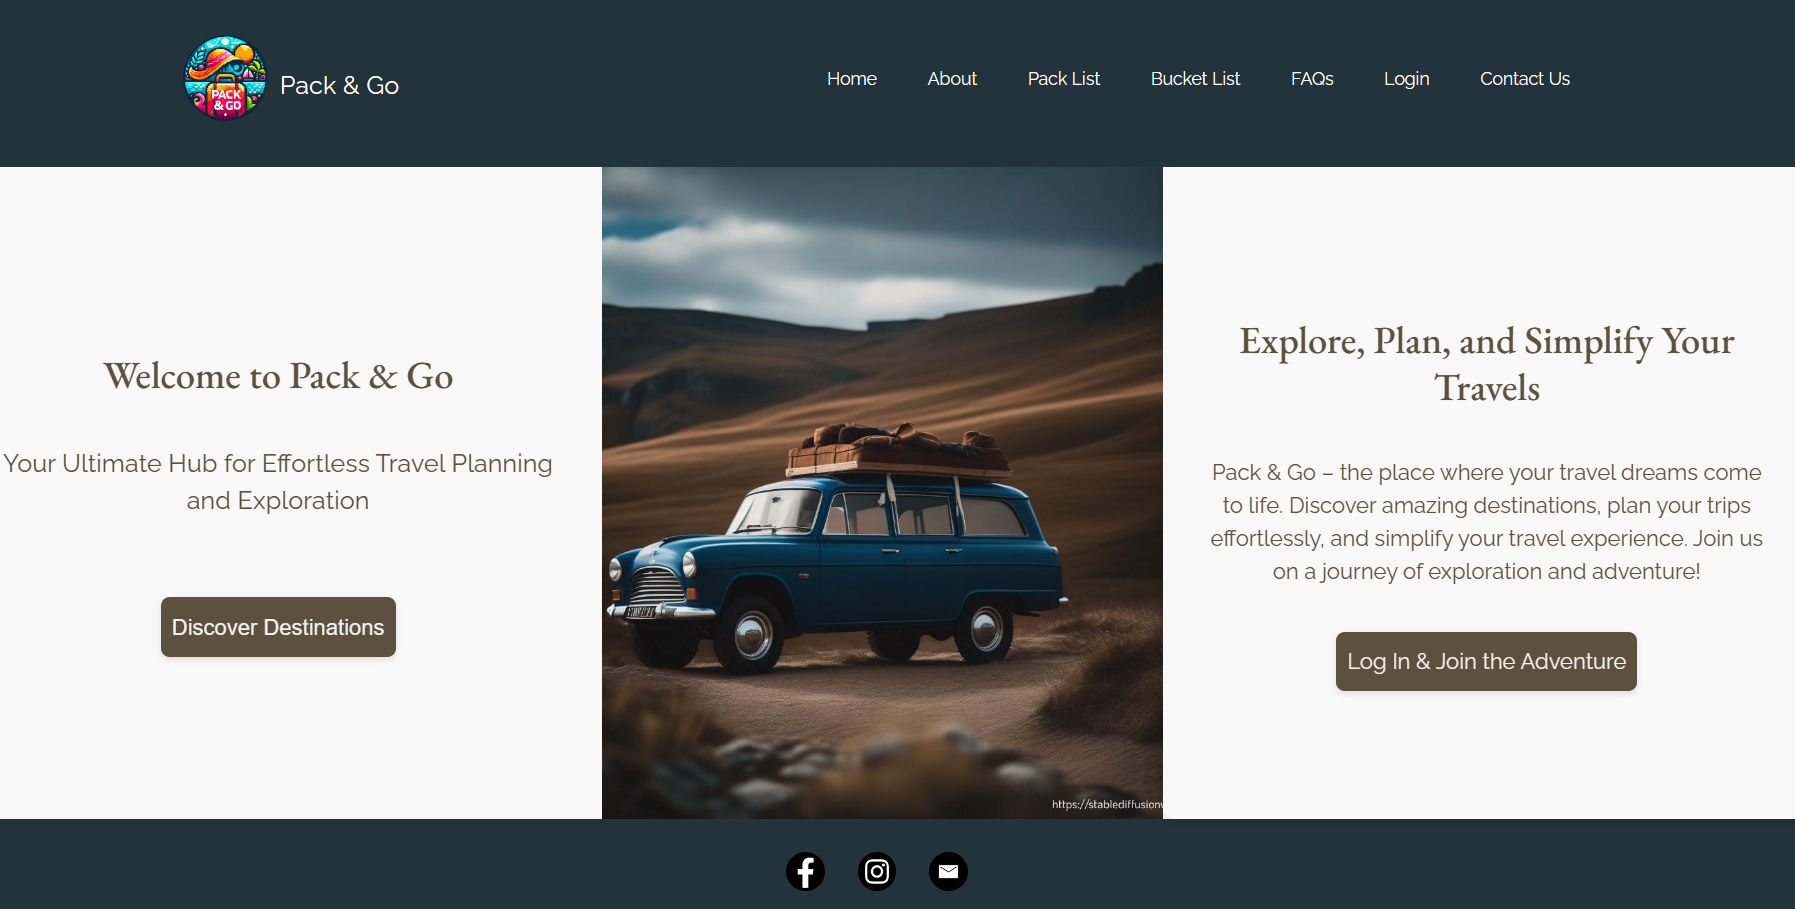 PACK
& GO
Pack & Go
Home About Pack List Bucket List FAQs Login Contact Us
Welcome to Pack & Go
Your Ultimate Hub for Effortless Travel Planning
and Exploration
Discover Destinations
https://stablediffusion
Explore, Plan, and Simplify Your
Travels
Pack & Go – the place where your travel dreams come
to life. Discover amazing destinations, plan your trips
effortlessly, and simplify your travel experience. Join us
on a journey of exploration and adventure!
Log In & Join the Adventure